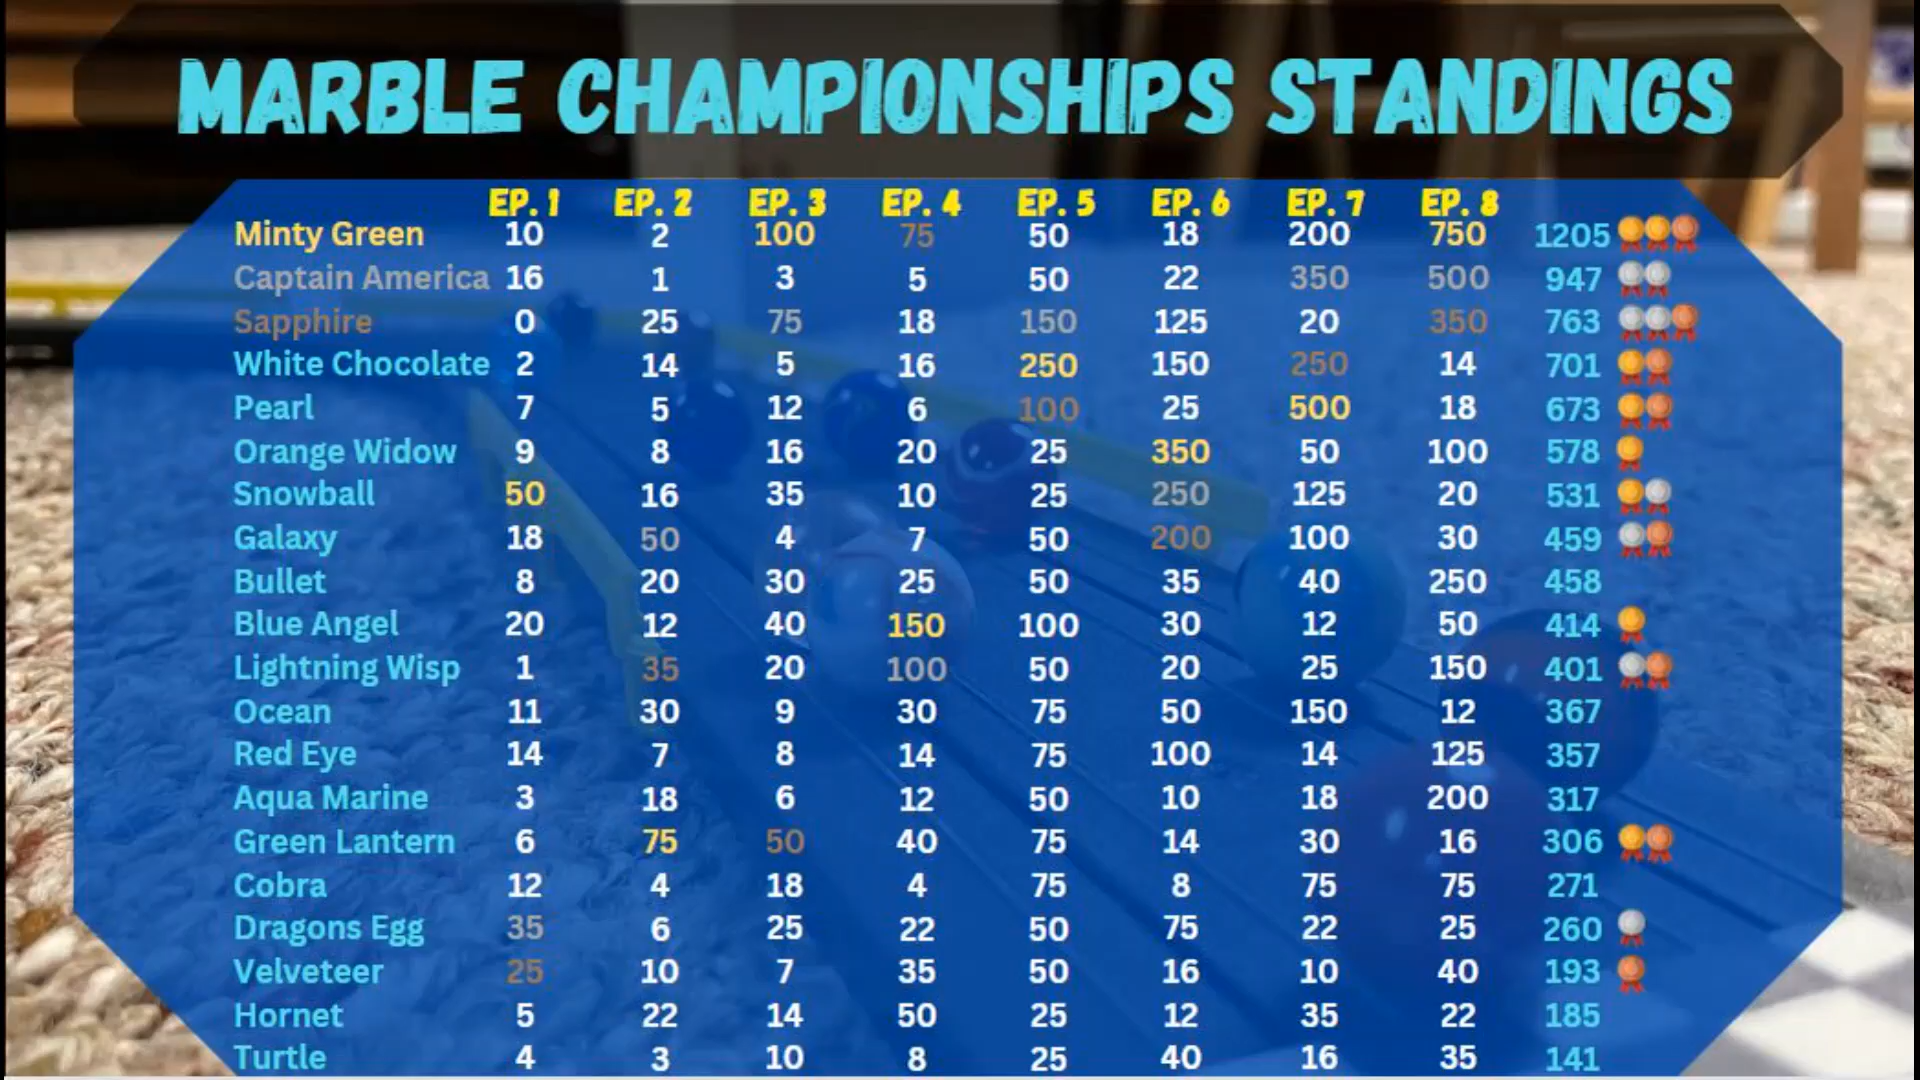 MARBLE CHAMPIONSHIPS STANDINGS
EP. 1 EP. 2 EP. 3 EP. 4 EP. 5 EP. 6 EP. 7 EP. 8
Minty Green 10 2 100 75 50 18 200 750 1205
Captain America 16 1 3 5 50 22 350 500 947
Sapphire 0 25 75 18 150 125 20 350 763
White Chocolate 2 14 5 16 250 150 250 14 701
Pearl 7 5 12 6 100 25 500 18 673
Orange Widow 9 8 16 20 25 350 50 100 578
Snowball 50 16 35 10 25 250 125 20 531
Galaxy 18 50 4 7 50 200 100 30 459
Bullet 8 20 30 25 50 35 40 250 458
Blue Angel 20 12 40 150 100 30 12 50 414
Lightning Wisp 1 35 20 100 50 20 25 150 401
Ocean 11 30 9 30 75 50 150 12 367
Red Eye 14 7 8 14 75 100 14 125 357
Aqua Marine 3 18 6 12 50 10 18 200 317
Green Lantern 6 75 50 40 75 14 30 16 306
Cobra 12 4 18 4 75 8 75 75 271
Dragons Egg 35 6 25 22 50 75 22 25 260
Velveteer 25 10 7 35 50 16 10 40 193
Hornet 5 22 14 50 25 12 35 22 185
Turtle 4 3 10 8 25 40 16 35 141